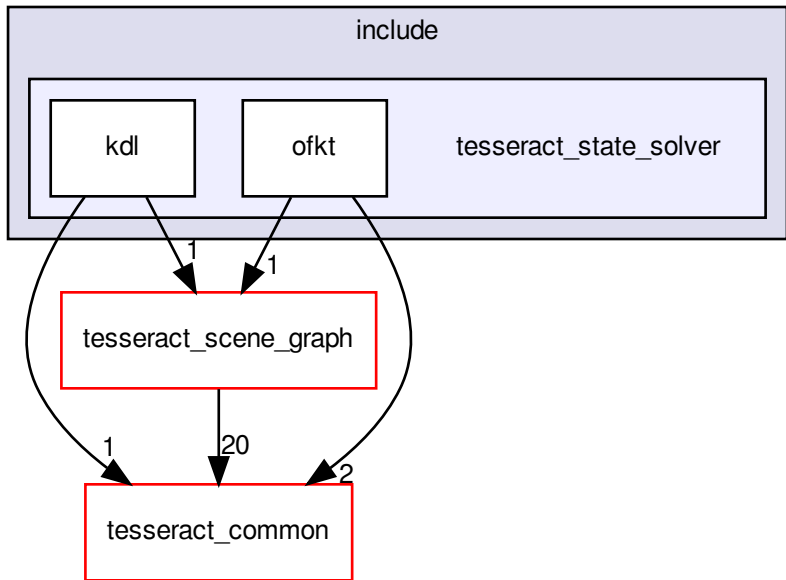 include
kdl
ofkt
tesseract_state_solver
1
1
tesseract_scene_graph
1
20
2
tesseract_common